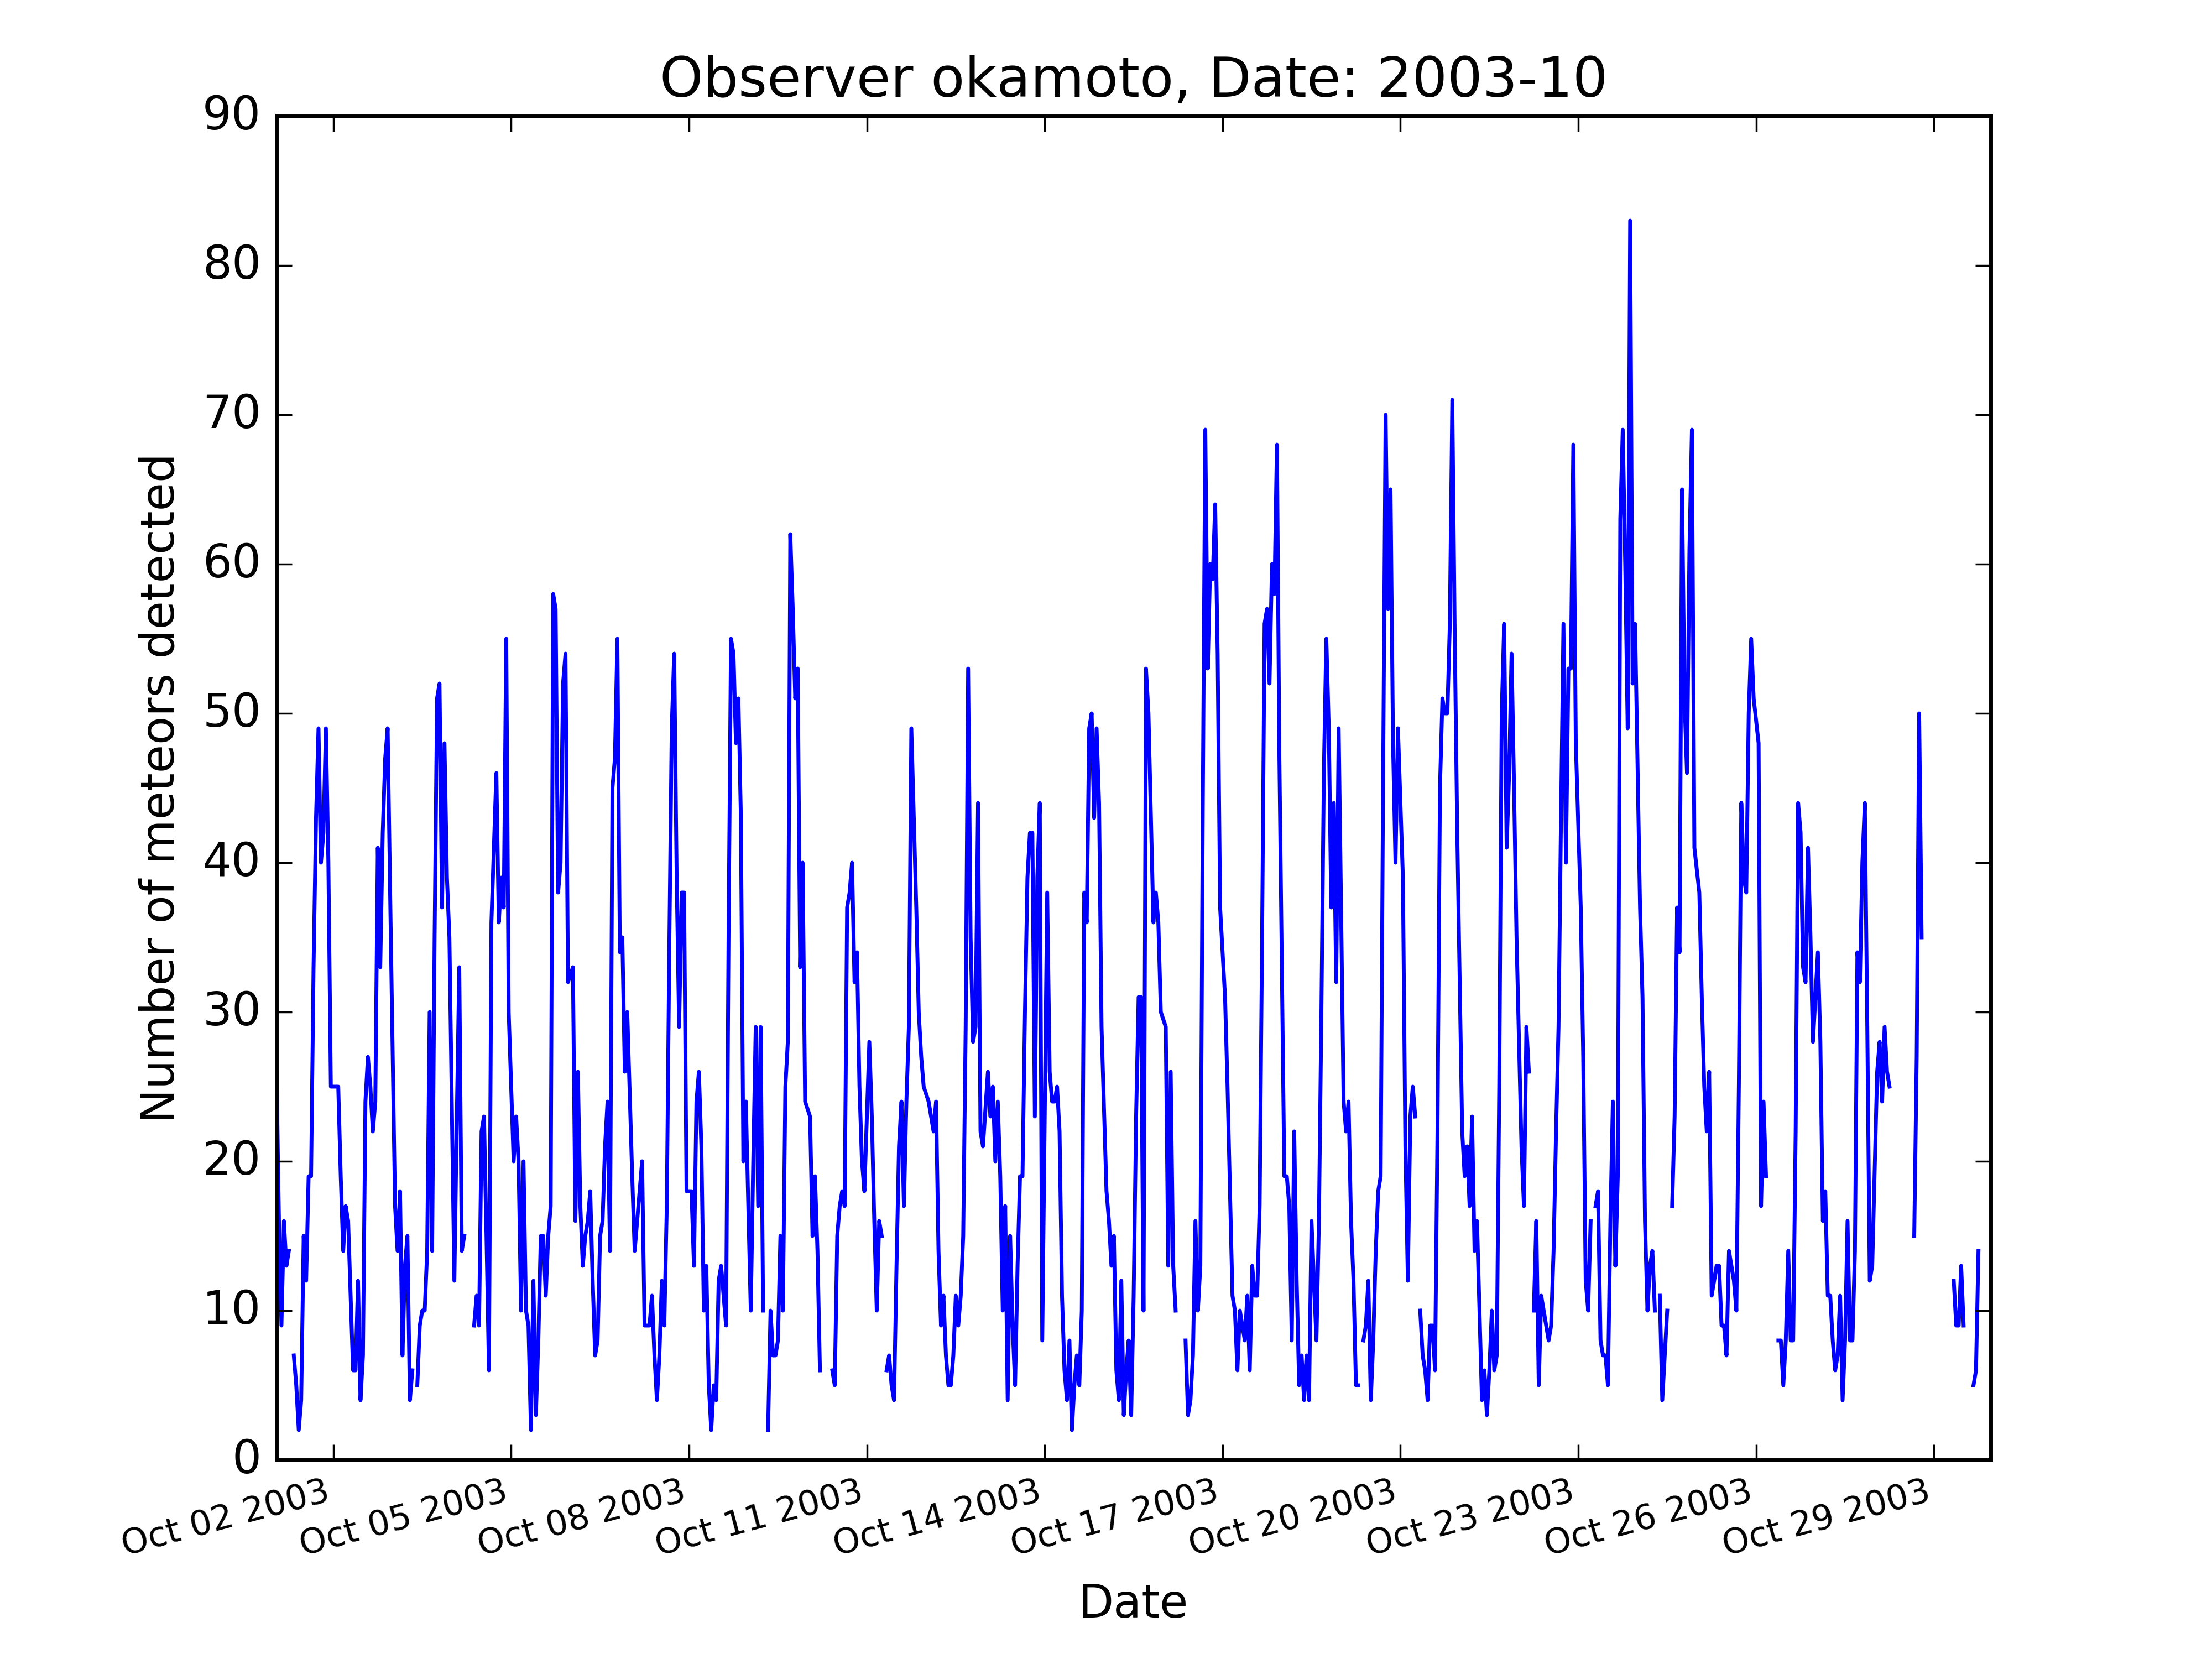 Observer okamoto, Date: 2003-10
Number of meteors detected
90
80
70
60
50
40
30
20
10
0
Oct 02 2003
Oct 05 2003
Oct 08 2003
Oct 11 2003
Oct 14 2003
Oct 17 2003
Oct 20 2003
Oct 23 2003
Oct 26 2003
Oct 29 2003
Date